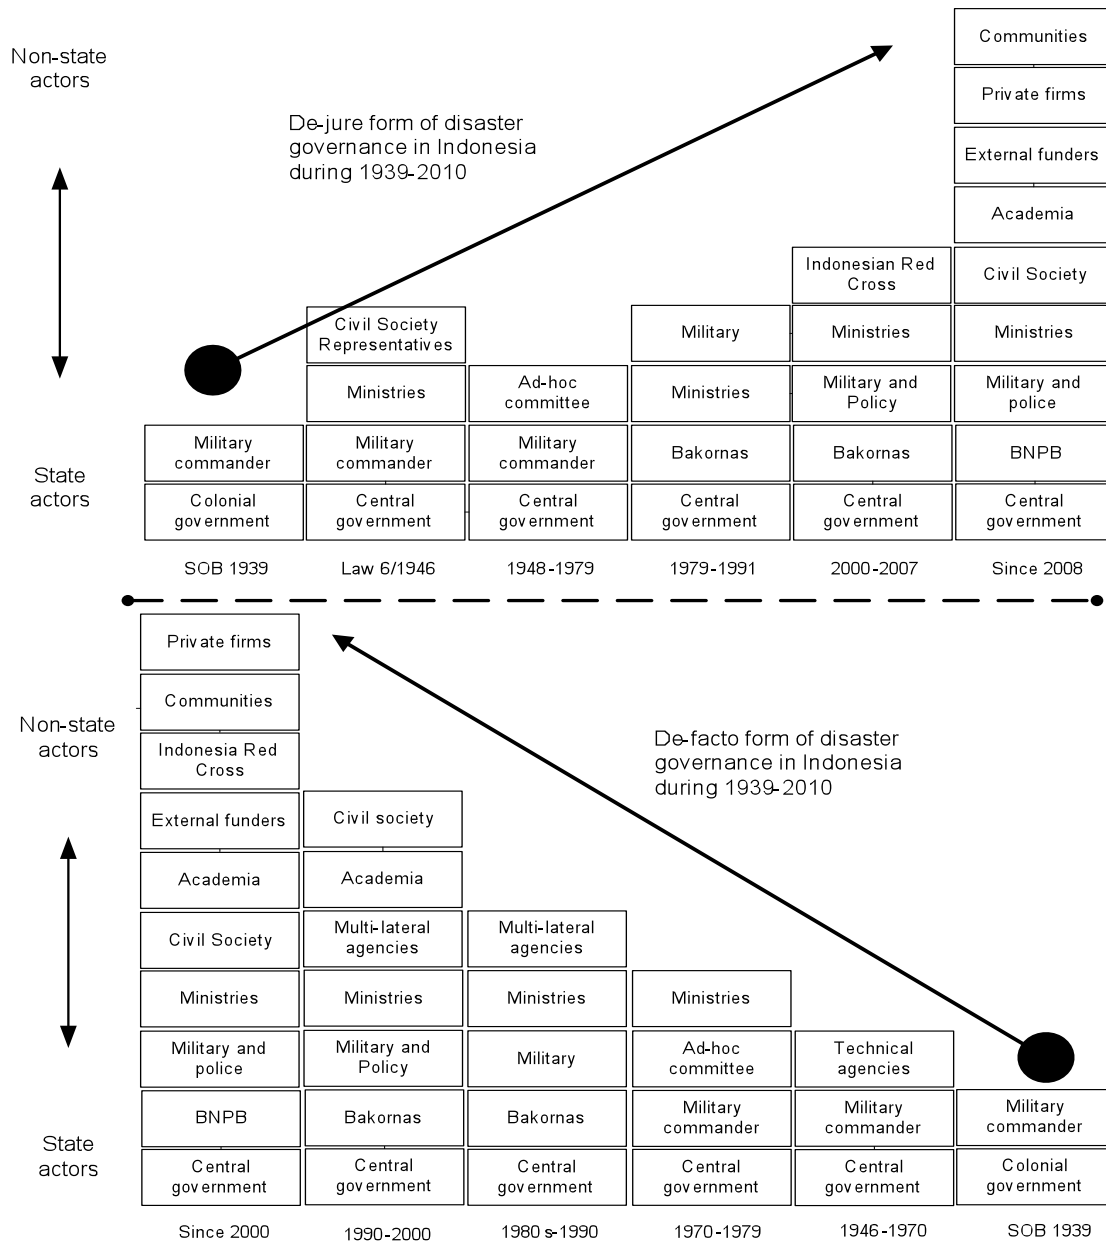 Non-state
actors
De-jure form of disaster
governance in Indonesia
during 1939-2010
State
actors
Military
commander
Colonial
government
SOB 1939
Civil Society
Representatives
Ministries
Military
commander
Central
government
Law 6/1946
Ad-hoc
committee
Military
commander
Central
government
1948-1979
Military
Ministries
Bakornas
Central
government
1979-1991
Indonesian Red
Cross
Ministries
Military and
Policy
Bakornas
Central
government
2000-2007
Communities
Private firms
External funders
Academia
Civil Society
Ministries
Military and
police
BNPB
Central
government
Since 2008
Non-state
actors
De-facto form of disaster
governance in Indonesia
during 1939-2010
State
actors
Private firms
Communities
Indonesia Red
Cross
External funders
Academia
Civil Society
Ministries
Military and
police
BNPB
Central
government
Since 2000
Civil society
Academia
Multi-lateral
agencies
Ministries
Military and
Policy
Bakornas
Central
government
1990-2000
Multi-lateral
agencies
Ministries
Military
Bakornas
Central
government
1980 s-1990
Ministries
Ad-hoc
committee
Military
commander
Central
government
1970-1979
Technical
agencies
Military
commander
Central
government
1946-1970
Military
commander
Colonial
government
SOB 1939